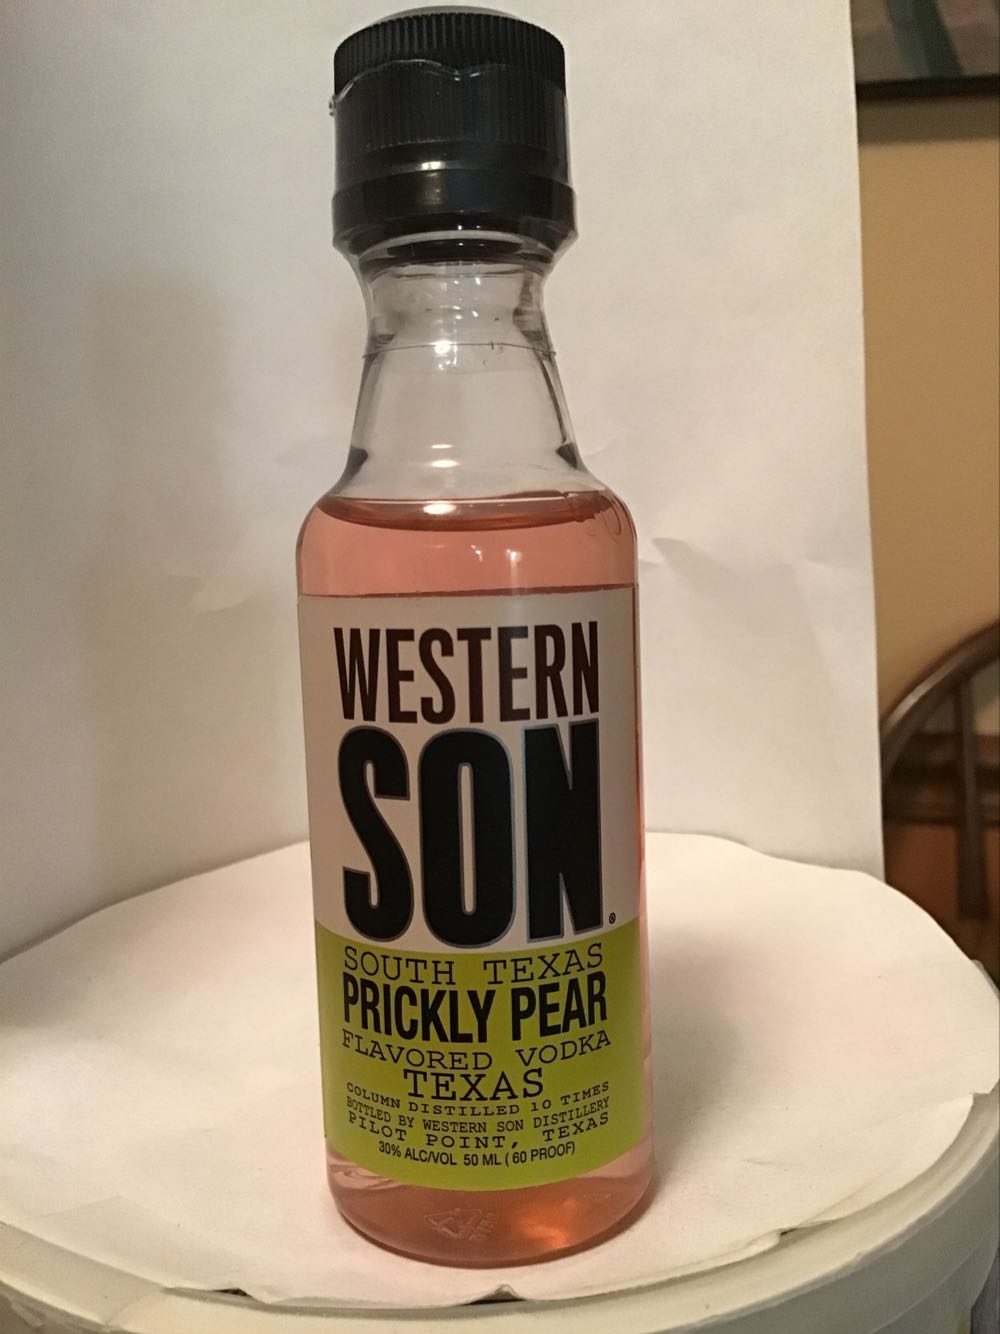 WESTERN
SON®
SOUTH TEXAS
PRICKLY PEAR
FLAVORED VODKA
TEXAS
COLUMN DISTILLED 10 TIMES
BOTTLED BY WESTERN SON DISTILLERY
PILOT POINT, TEXAS
30% ALC/VOL 50 ML ( 60 PROOF)